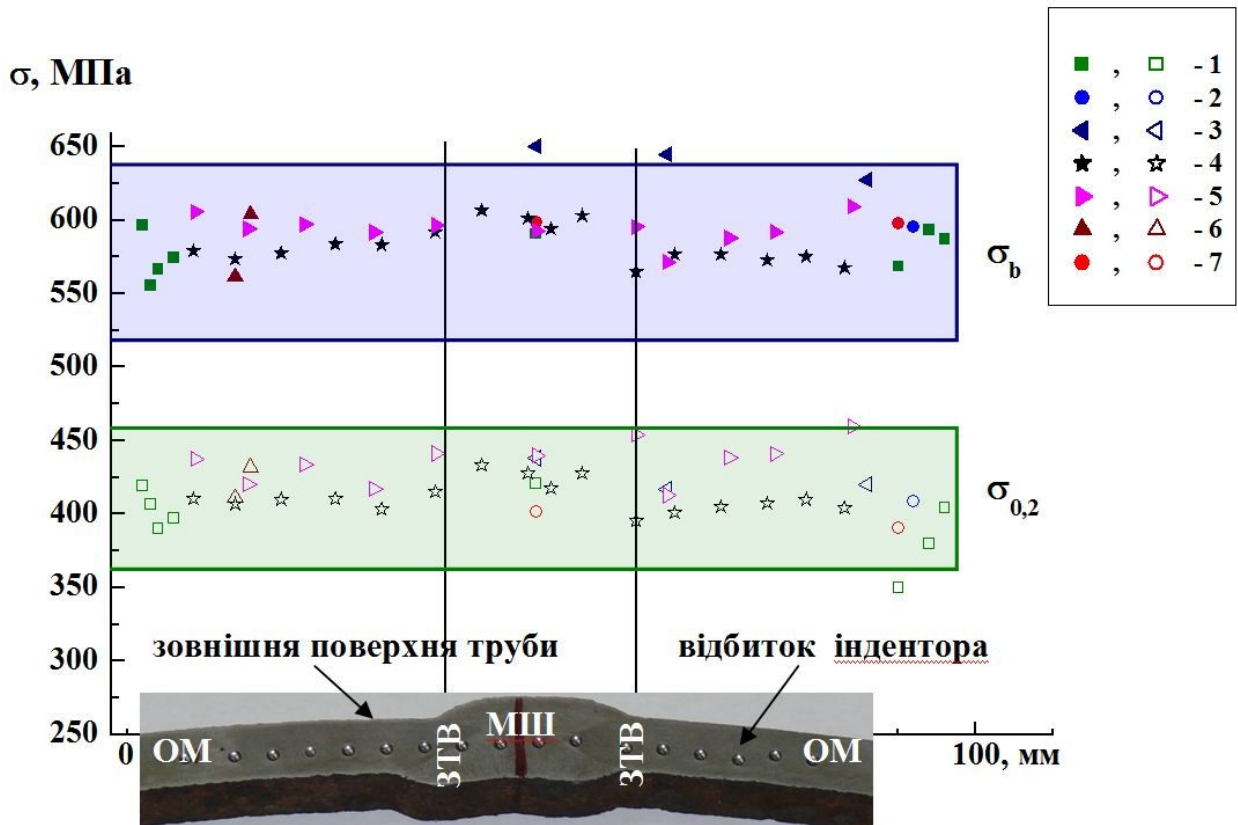 σ, МПа
■ , □ - 1
● , ○ - 2
◀ , ◁ - 3
★ , ☆ - 4
▶ , ▷ - 5
▲ , △ - 6
● , ○ - 7
650
600
550
500
450
400
350
300
250
σb
σ0,2
зовнішня поверхня труби
відбиток індентора
ОМ
ЗТВ
МШ
ЗТВ
ОМ
0
100, мм